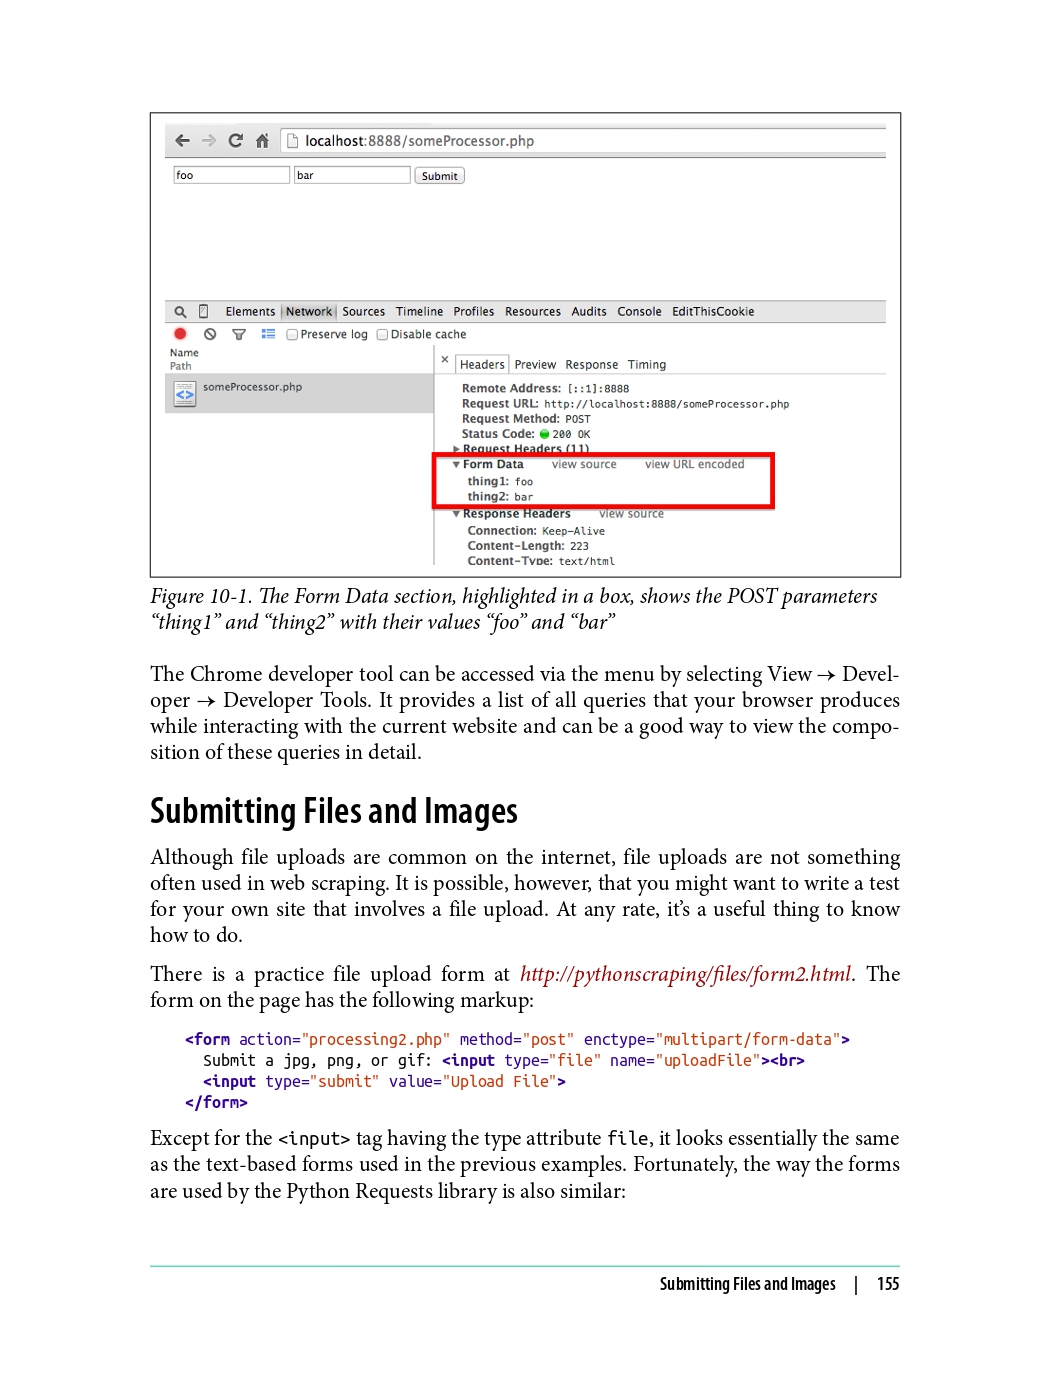 localhost:8888/someProcessor.php
foo bar Submit
Elements Network Sources Timeline Profiles Resources Audits Console EditThisCookie
Preserve log Disable cache
Name
Path
someProcessor.php
× Headers Preview Response Timing
Remote Address: [::1]:8888
Request URL: http://localhost:8888/someProcessor.php
Request Method: POST
Status Code: 200 OK
Request Headers (11)
Form Data view source view URL encoded
thing1: foo
thing2: bar
Response Headers view source
Connection: Keep-Alive
Content-Length: 223
Content-Type: text/html
Figure 10-1. The Form Data section, highlighted in a box, shows the POST parameters
“thing1” and “thing2” with their values “foo” and “bar”
The Chrome developer tool can be accessed via the menu by selecting View → Devel-
oper → Developer Tools. It provides a list of all queries that your browser produces
while interacting with the current website and can be a good way to view the compo-
sition of these queries in detail.
Submitting Files and Images
Although file uploads are common on the internet, file uploads are not something
often used in web scraping. It is possible, however, that you might want to write a test
for your own site that involves a file upload. At any rate, it’s a useful thing to know
how to do.
There is a practice file upload form at http://pythonscraping/files/form2.html. The
form on the page has the following markup:
<form action="processing2.php" method="post" enctype="multipart/form-data">
Submit a jpg, png, or gif: <input type="file" name="uploadFile"><br>
<input type="submit" value="Upload File">
</form>
Except for the <input> tag having the type attribute file, it looks essentially the same
as the text-based forms used in the previous examples. Fortunately, the way the forms
are used by the Python Requests library is also similar:
Submitting Files and Images | 155